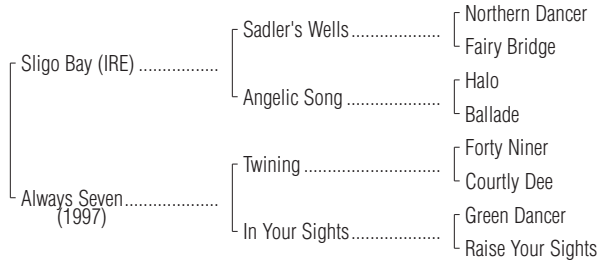 Northern Dancer
Sadler's Wells
Fairy Bridge
Sligo Bay (IRE)
Halo
Angelic Song
Ballade
Forty Niner
Twining
Courtly Dee
Always Seven
(1997)
Green Dancer
In Your Sights
Raise Your Sights